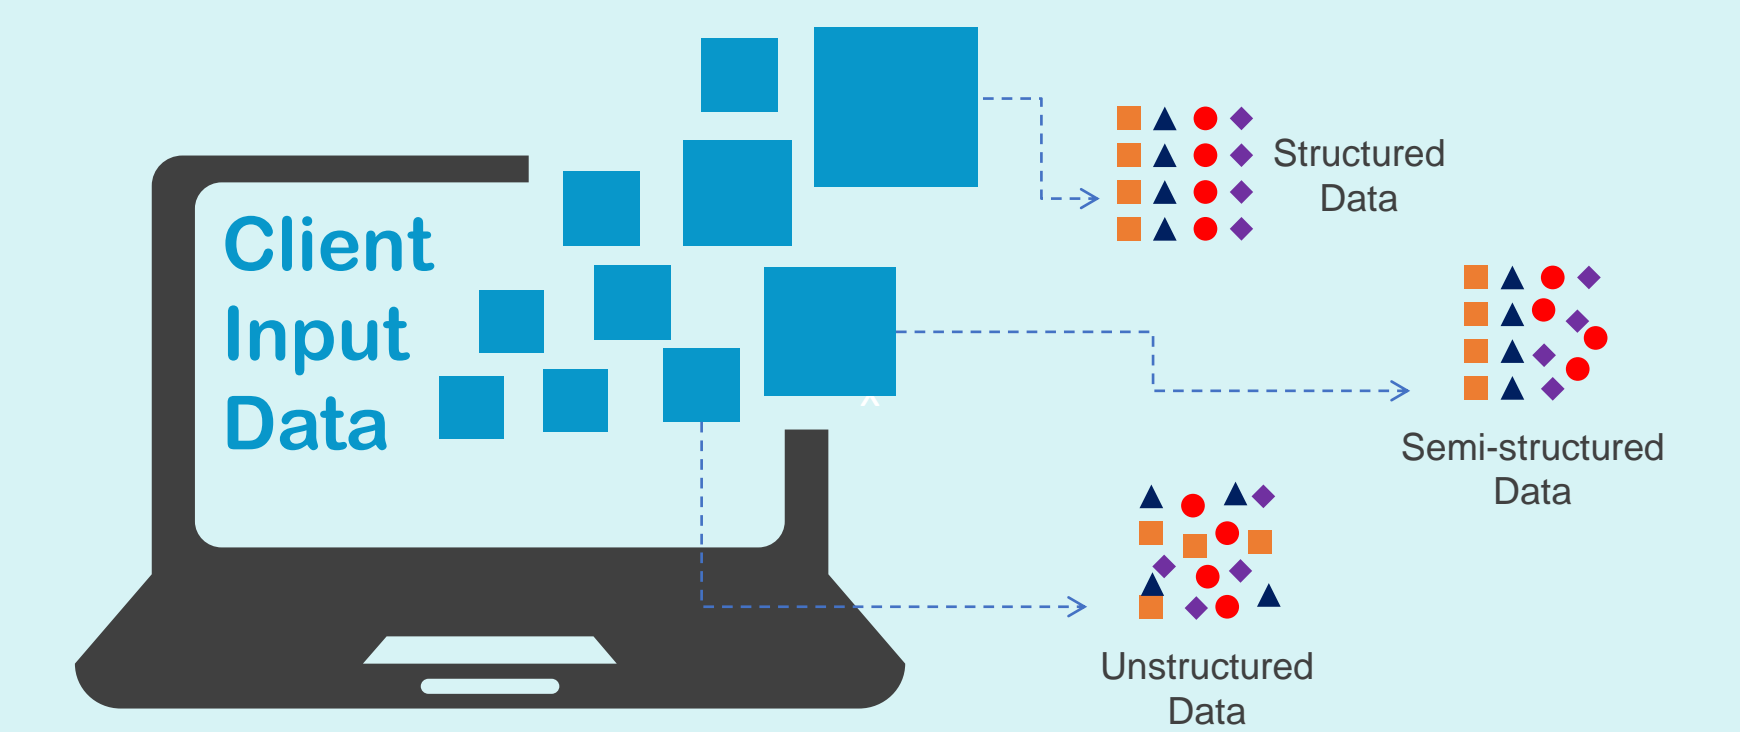 Client
Input
Data
Structured
Data
Semi-structured
Data
Unstructured
Data